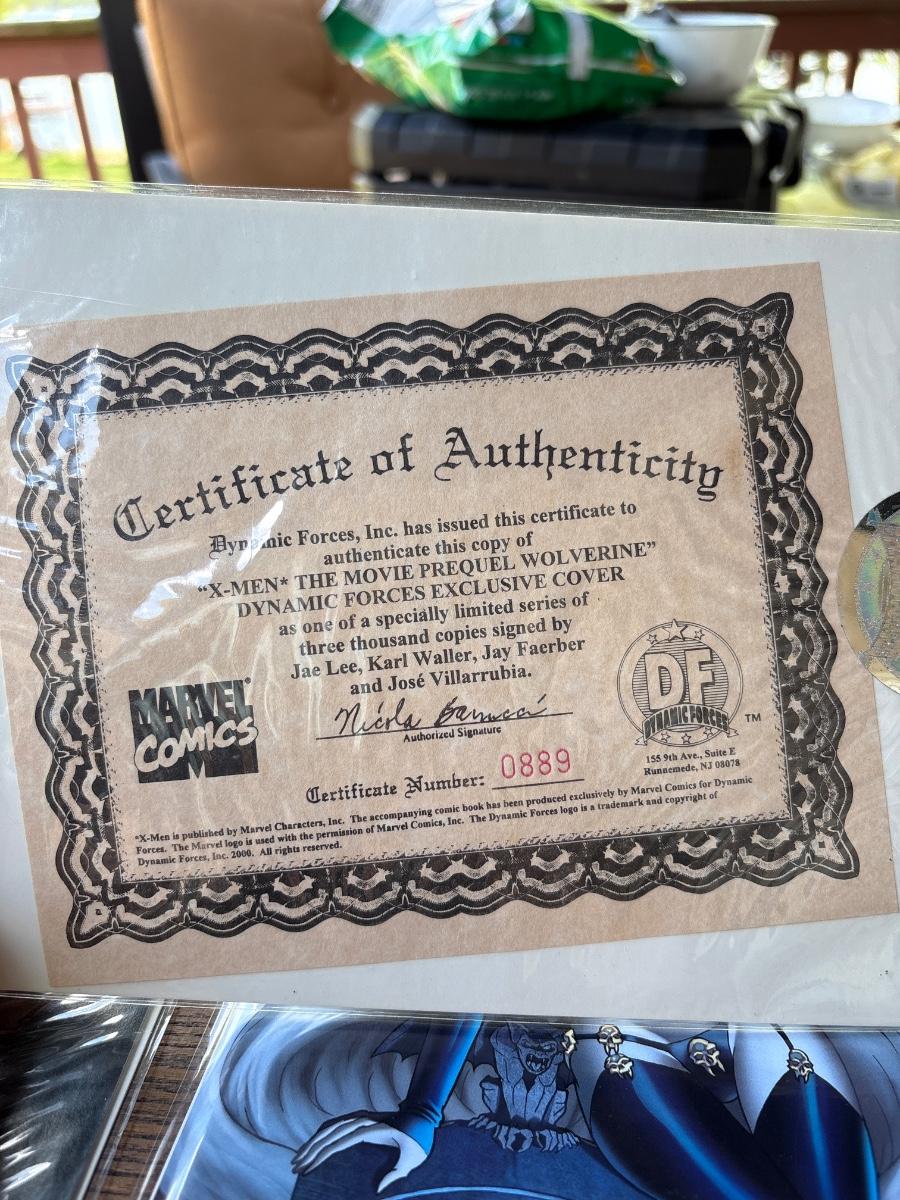 Certificate of Authenticity
Dynamic Forces, Inc. has issued this certificate to
authenticate this copy of
“X-MEN* THE MOVIE PREQUEL WOLVERINE”
DYNAMIC FORCES EXCLUSIVE COVER
as one of a specially limited series of
three thousand copies signed by
Jae Lee, Karl Waller, Jay Faerber
and José Villarrubia.
MARVEL®
COMICS
Nicola Barrucci
Authorized Signature
DF
DYNAMIC FORCES
TM
155 9th Ave., Suite E
Runnemede, NJ 08078
Certificate Number: 0889
*X-Men is published by Marvel Characters, Inc. The accompanying comic book has been produced exclusively by Marvel Comics for Dynamic
Forces. The Marvel logo is used with the permission of Marvel Comics, Inc. The Dynamic Forces logo is a trademark and copyright of
Dynamic Forces, Inc. 2000. All rights reserved.